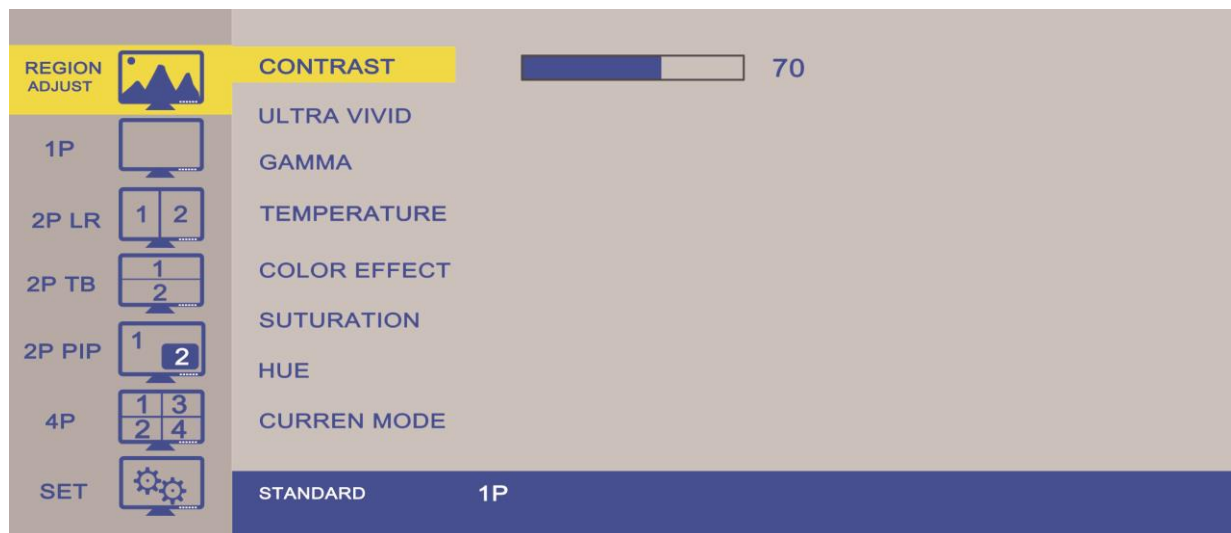 REGION
ADJUST
CONTRAST 70
ULTRA VIVID
1P
GAMMA
2P LR 1 2
TEMPERATURE
2P TB 1
2
COLOR EFFECT
SUTURATION
2P PIP 1 2
HUE
4P 1 3
2 4
CURREN MODE
SET
STANDARD 1P